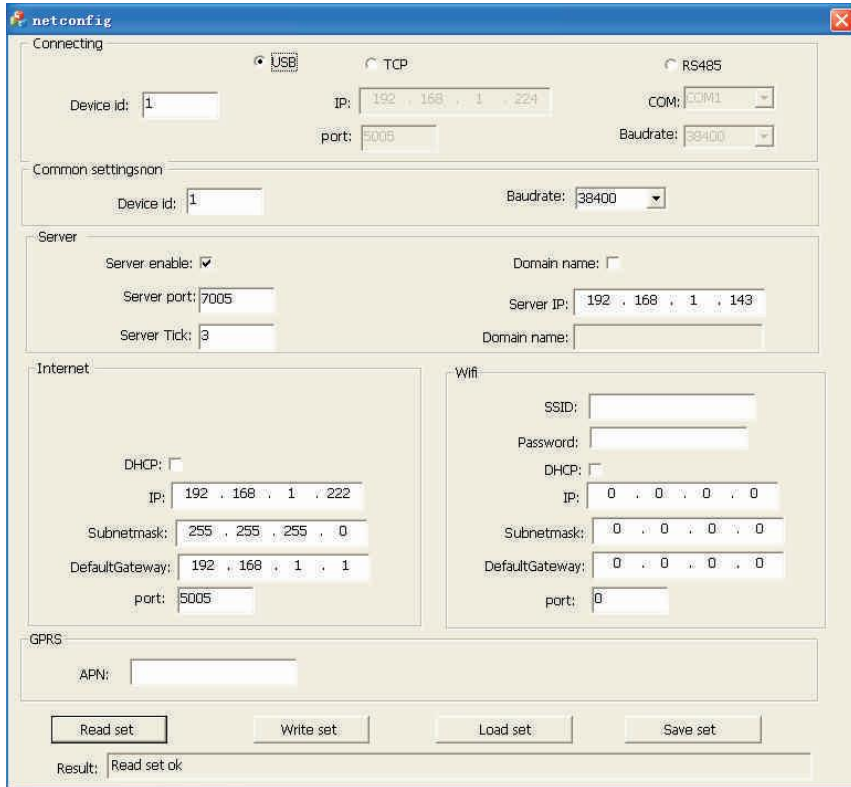 netconfig
Connecting
USB TCP RS485
Device id: 1 IP: 192 . 168 . 1 . 224 COM: COM1
port: 5005 Baudrate: 38400
Common settingsnon
Device id: 1 Baudrate: 38400
Server
Server enable: Domain name:
Server port: 7005 Server IP: 192 . 168 . 1 . 143
Server Tick: 3 Domain name:
Internet
DHCP:
IP: 192 . 168 . 1 . 222
Subnetmask: 255 . 255 . 255 . 0
DefaultGateway: 192 . 168 . 1 . 1
port: 5005
Wifi
SSID:
Password:
DHCP:
IP: 0 . 0 . 0 . 0
Subnetmask: 0 . 0 . 0 . 0
DefaultGateway: 0 . 0 . 0 . 0
port: 0
GPRS
APN:
Read set Write set Load set Save set
Result: Read set ok